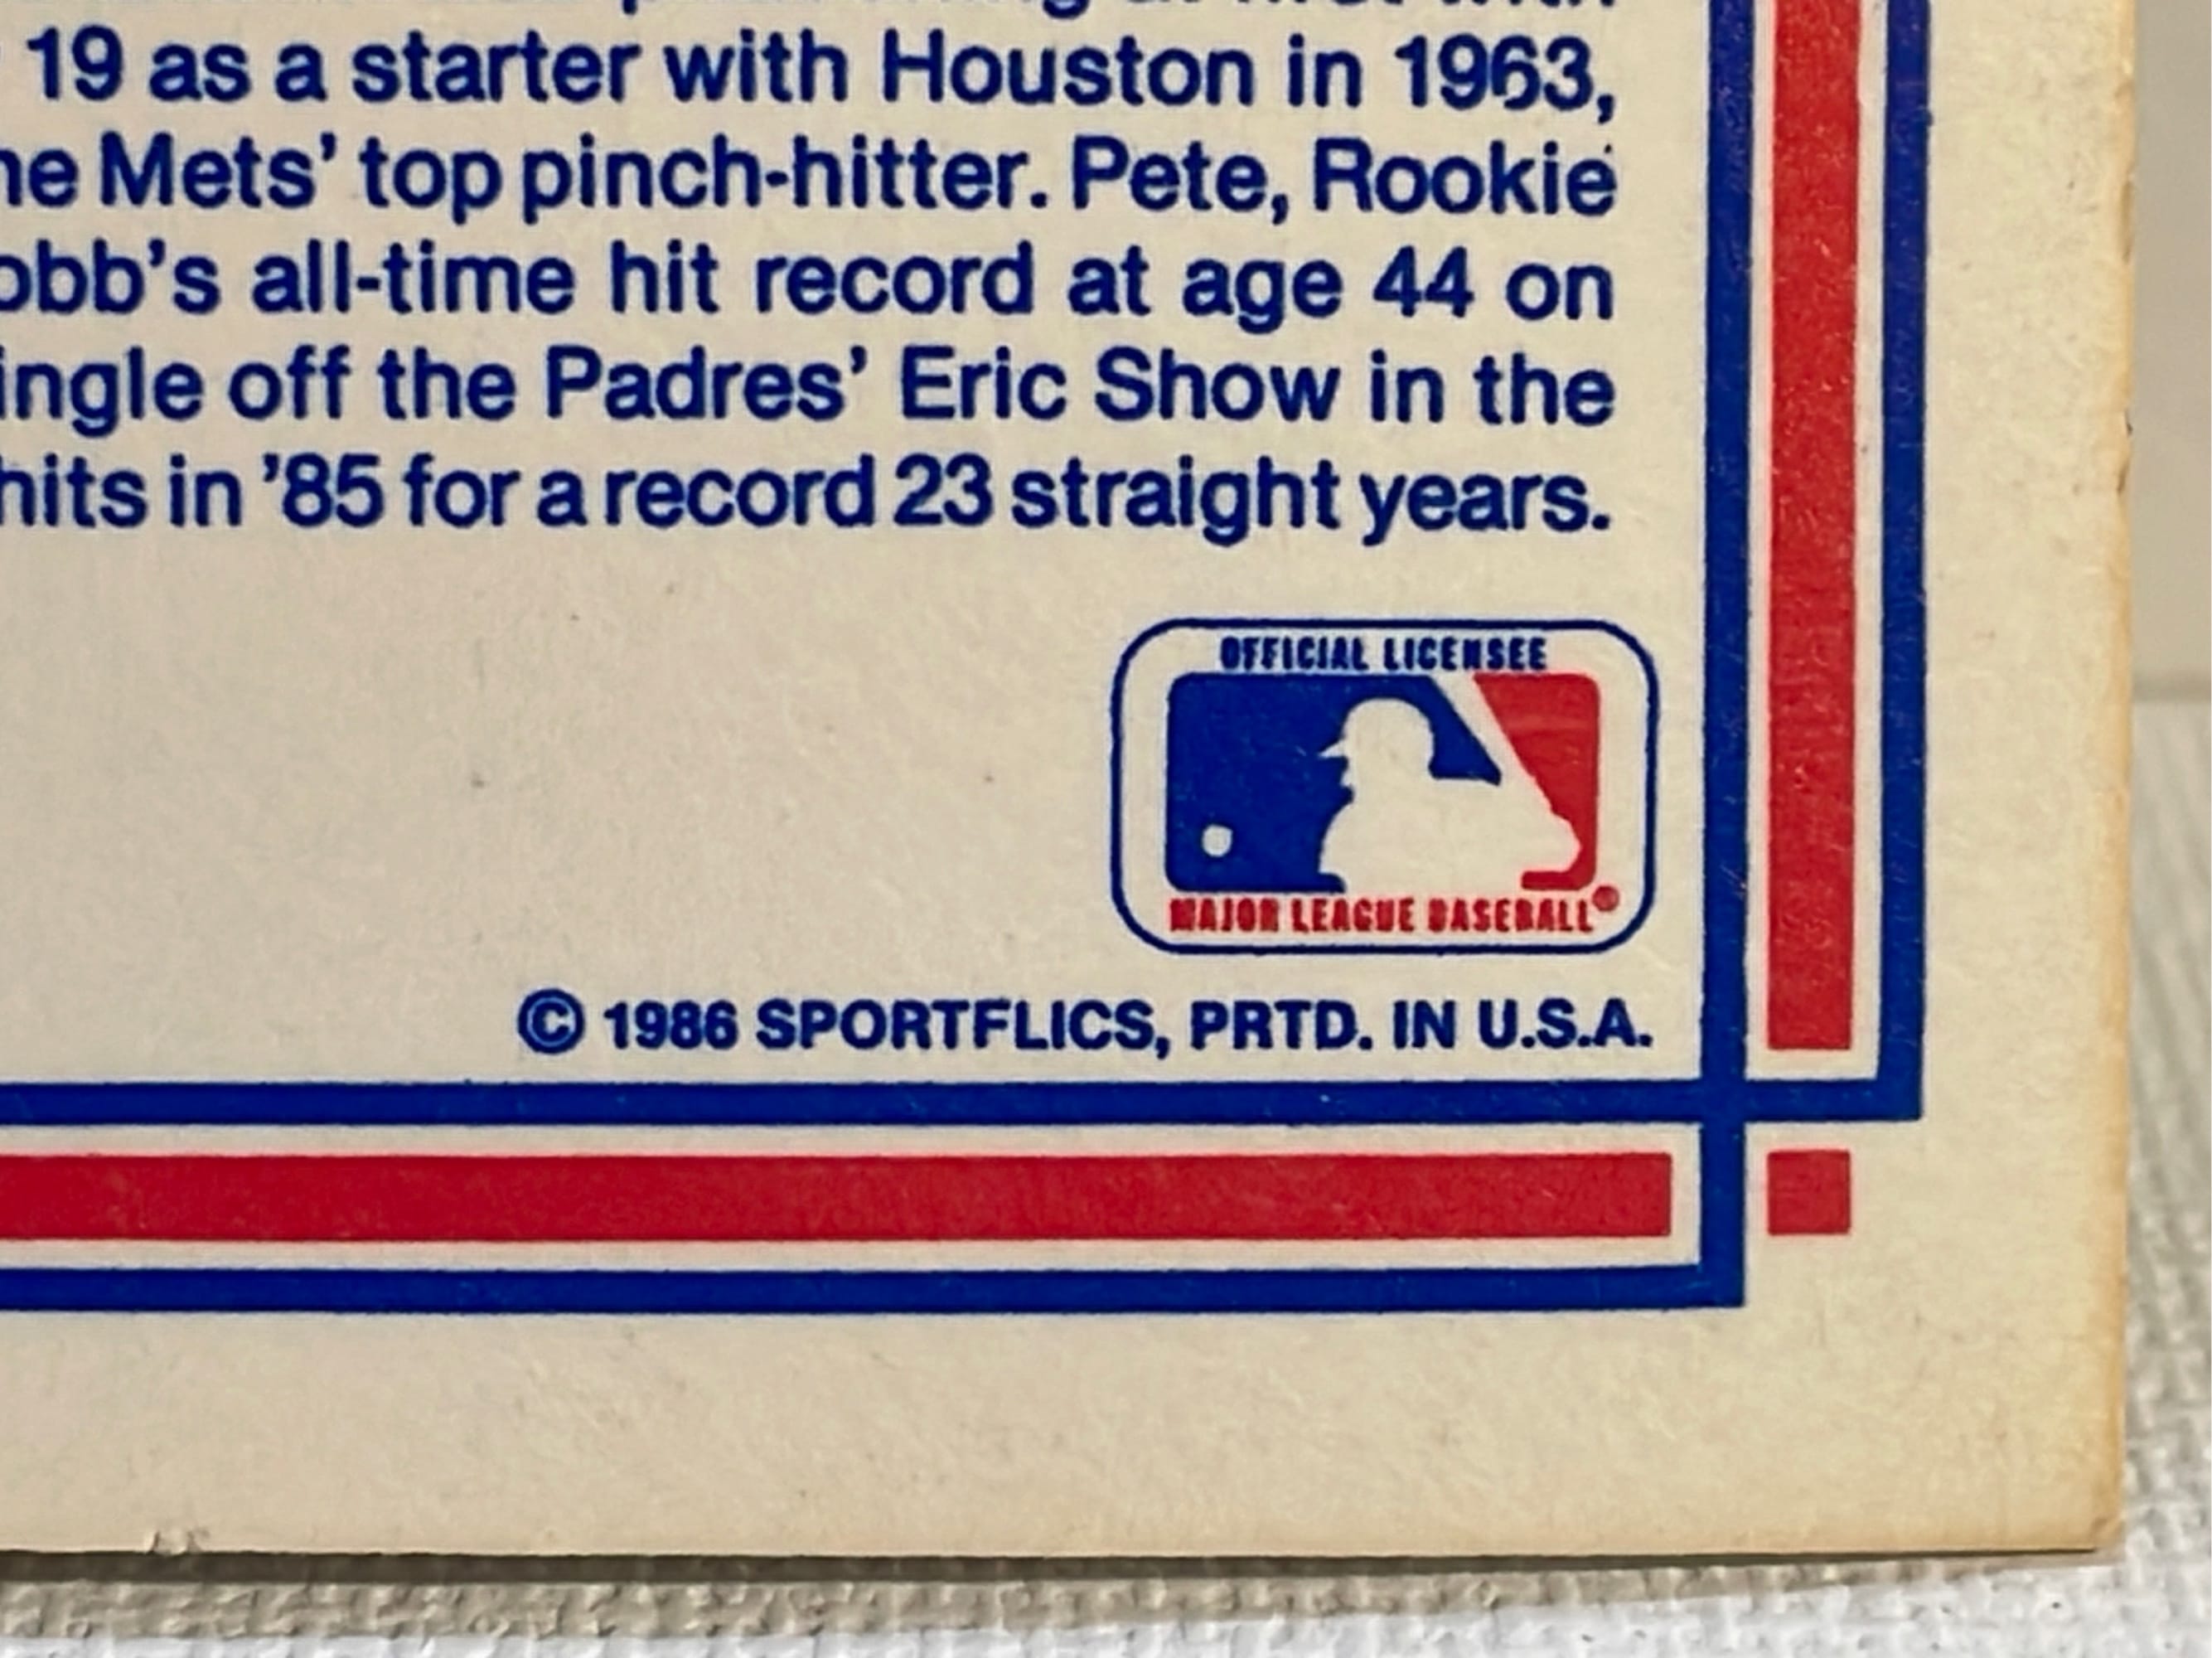 19 as a starter with Houston in 1963,
Mets' top pinch-hitter. Pete, Rookie
obb's all-time hit record at age 44 on
ingle off the Padres' Eric Show in the
hits in '85 for a record 23 straight years.
OFFICIAL LICENSEE
MAJOR LEAGUE BASEBALL®
© 1986 SPORTFLICS, PRTD. IN U.S.A.